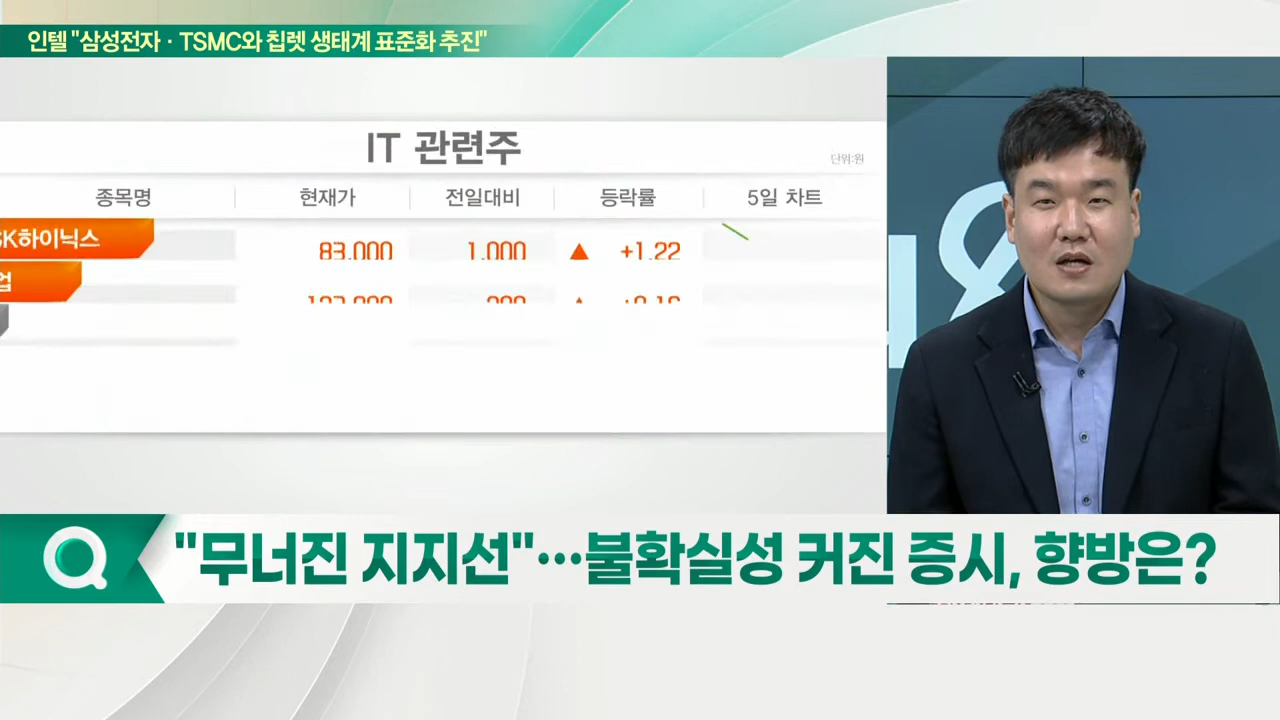 인텔 "삼성전자·TSMC와 칩렛 생태계 표준화 추진"
IT 관련주
단위:원
종목명 현재가 전일대비 등락률 5일 차트
SK하이닉스 83,000 1,000 ▲ +1.22
업
"무너진 지지선"…불확실성 커진 증시, 향방은?